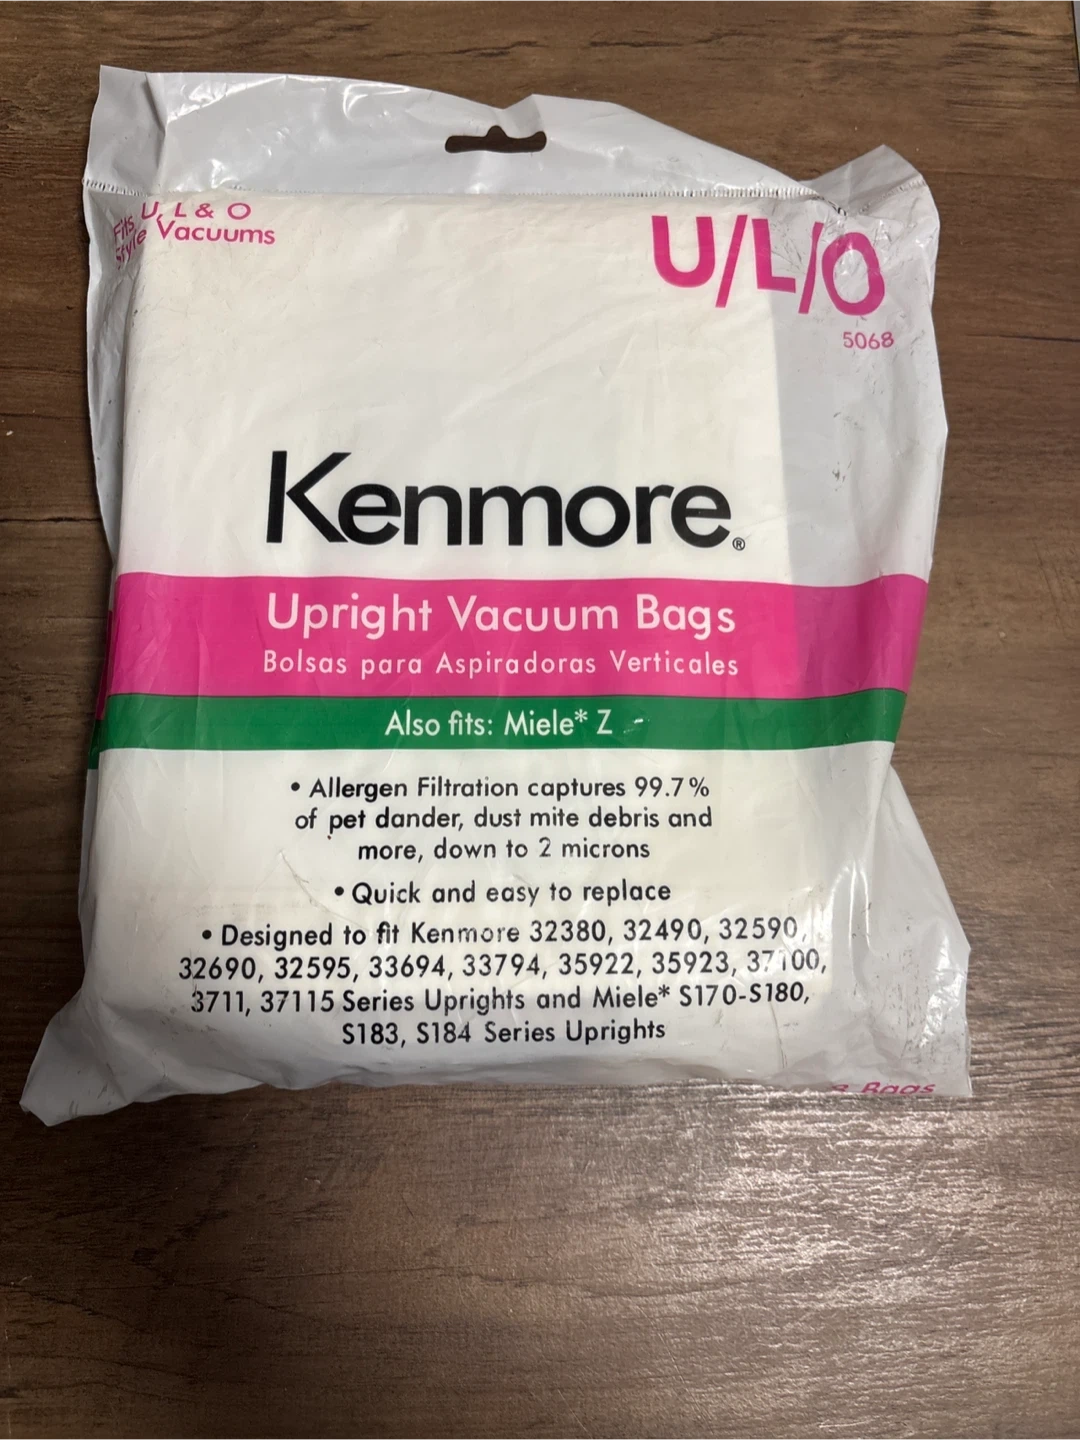 Fits U, L & O
Style Vacuums
U/L/O
5068
Kenmore®
Upright Vacuum Bags
Bolsas para Aspiradoras Verticales
Also fits: Miele* Z
• Allergen Filtration captures 99.7%
of pet dander, dust mite debris and
more, down to 2 microns
• Quick and easy to replace
• Designed to fit Kenmore 32380, 32490, 32590,
32690, 32595, 33694, 33794, 35922, 35923, 37100,
3711, 37115 Series Uprights and Miele* S170-S180,
S183, S184 Series Uprights
Bags